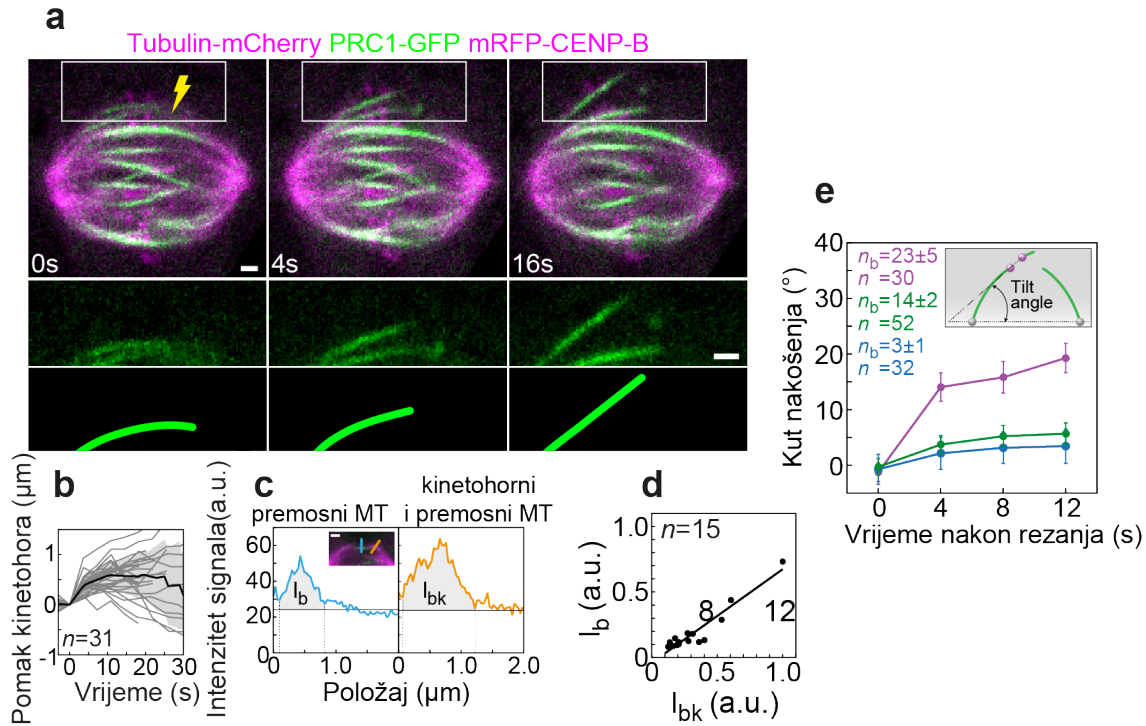 a
Tubulin-mCherry PRC1-GFP mRFP-CENP-B
0s
4s
16s
b
Pomak kinetohora (µm)
1
0
-1
n=31
0 10 20 30
Vrijeme (s)
c
premosni MT
kinetohorni
i premosni MT
Intenzitet signala(a.u.)
60
40
20
0
I_b
I_bk
0 1.0 0 1.0 2.0
Položaj (µm)
d
n=15
I_b (a.u.)
1.0
0.5
0
8 12
0 0.5 1.0
I_bk (a.u.)
e
Kut nakošenja (°)
40
30
20
10
0
n_b=23±5
n =30
n_b=14±2
n =52
n_b=3±1
n =32
Tilt
angle
0 4 8 12
Vrijeme nakon rezanja (s)